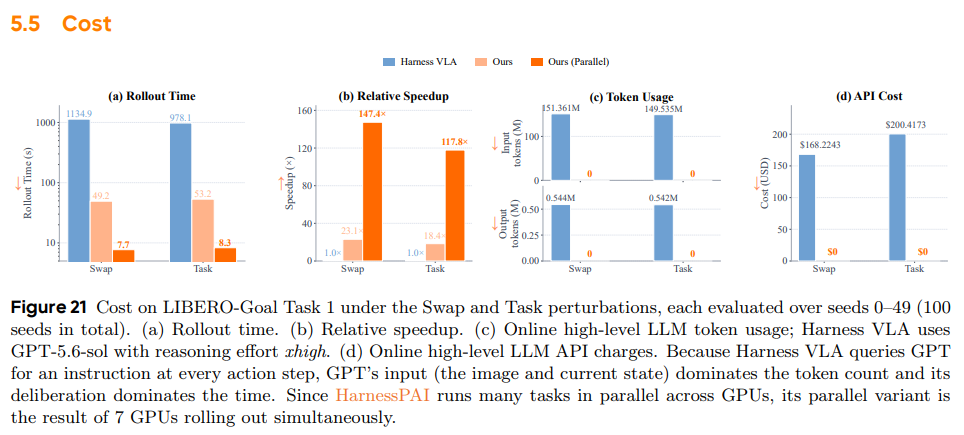 5.5 Cost
Harness VLA Ours Ours (Parallel)
(a) Rollout Time
Rollout Time (s)
→
1000
100
10
1134.9
49.2
7.7
978.1
53.2
8.3
Swap Task
(b) Relative Speedup
Speedup (×)
→
160
120
80
40
0
1.0×
23.1×
147.4×
1.0×
18.4×
117.8×
Swap Task
(c) Token Usage
Input
tokens (M)
→
100
0
151.361M
0
149.535M
0
Output
tokens (M)
→
0.50
0.25
0.00
0.544M
0
0.542M
0
Swap Task
(d) API Cost
Cost (USD)
→
200
150
100
50
0
$168.2243
$0
$200.4173
$0
Swap Task
Figure 21 Cost on LIBERO-Goal Task 1 under the Swap and Task perturbations, each evaluated over seeds 0–49 (100
seeds in total). (a) Rollout time. (b) Relative speedup. (c) Online high-level LLM token usage; Harness VLA uses
GPT-5.6-sol with reasoning effort xhigh. (d) Online high-level LLM API charges. Because Harness VLA queries GPT
for an instruction at every action step, GPT's input (the image and current state) dominates the token count and its
deliberation dominates the time. Since HarnessPAI runs many tasks in parallel across GPUs, its parallel variant is
the result of 7 GPUs rolling out simultaneously.